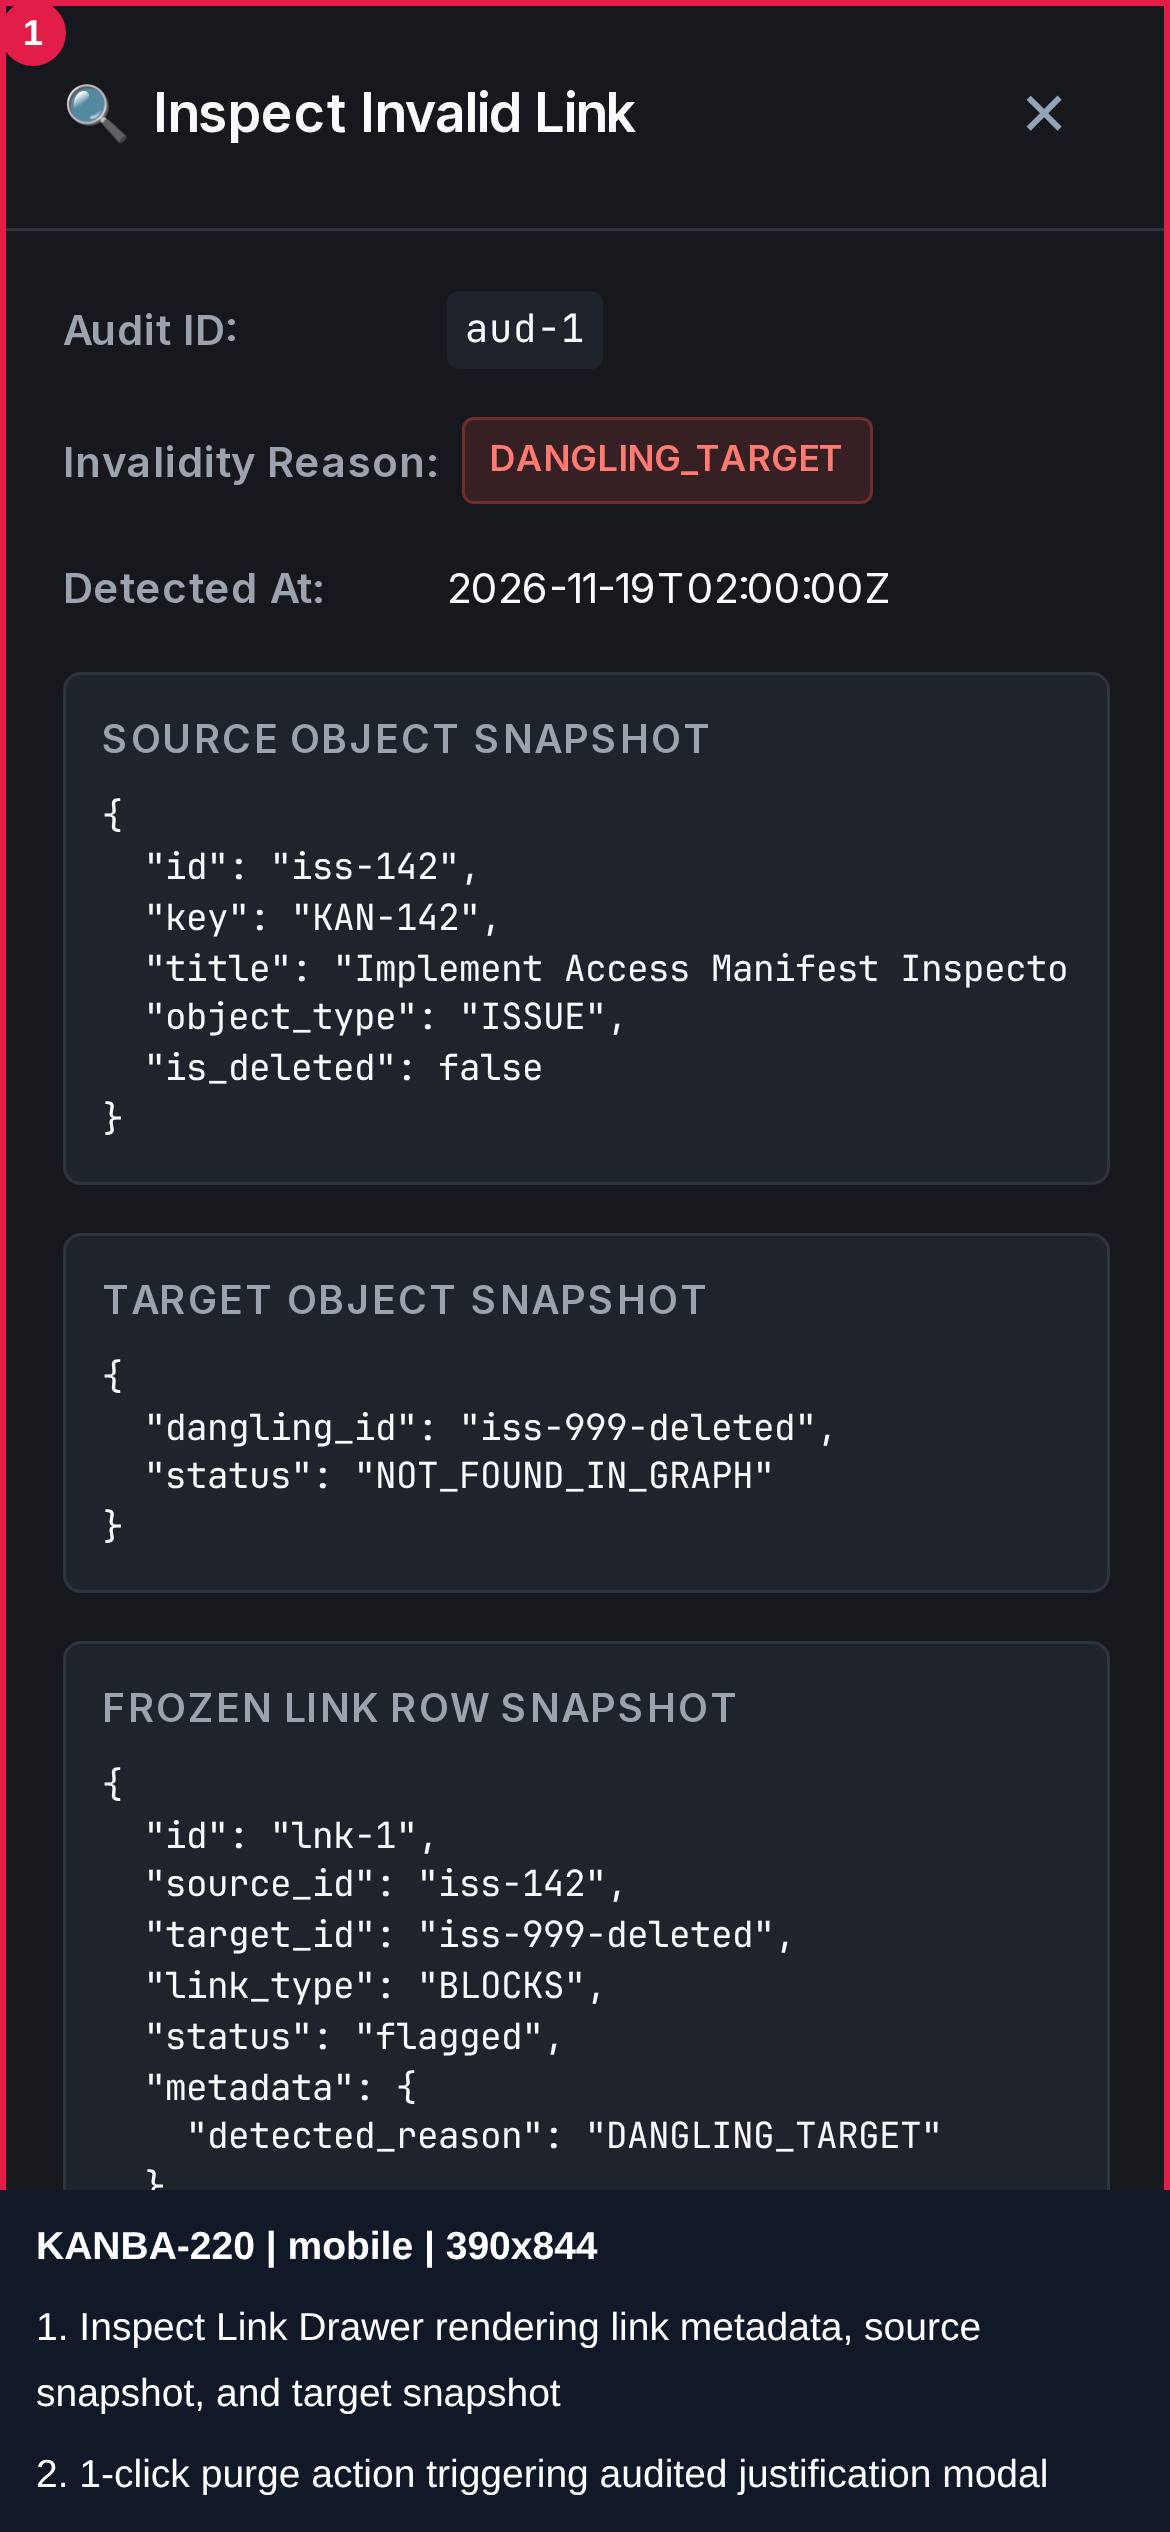 1
Inspect Invalid Link
Audit ID: aud-1
Invalidity Reason: DANGLING_TARGET
Detected At: 2026-11-19T02:00:00Z
SOURCE OBJECT SNAPSHOT
{
  "id": "iss-142",
  "key": "KAN-142",
  "title": "Implement Access Manifest Inspecto
  "object_type": "ISSUE",
  "is_deleted": false
}
TARGET OBJECT SNAPSHOT
{
  "dangling_id": "iss-999-deleted",
  "status": "NOT_FOUND_IN_GRAPH"
}
FROZEN LINK ROW SNAPSHOT
{
  "id": "lnk-1",
  "source_id": "iss-142",
  "target_id": "iss-999-deleted",
  "link_type": "BLOCKS",
  "status": "flagged",
  "metadata": {
    "detected_reason": "DANGLING_TARGET"
  }
KANBA-220 | mobile | 390x844
1. Inspect Link Drawer rendering link metadata, source
snapshot, and target snapshot
2. 1-click purge action triggering audited justification modal